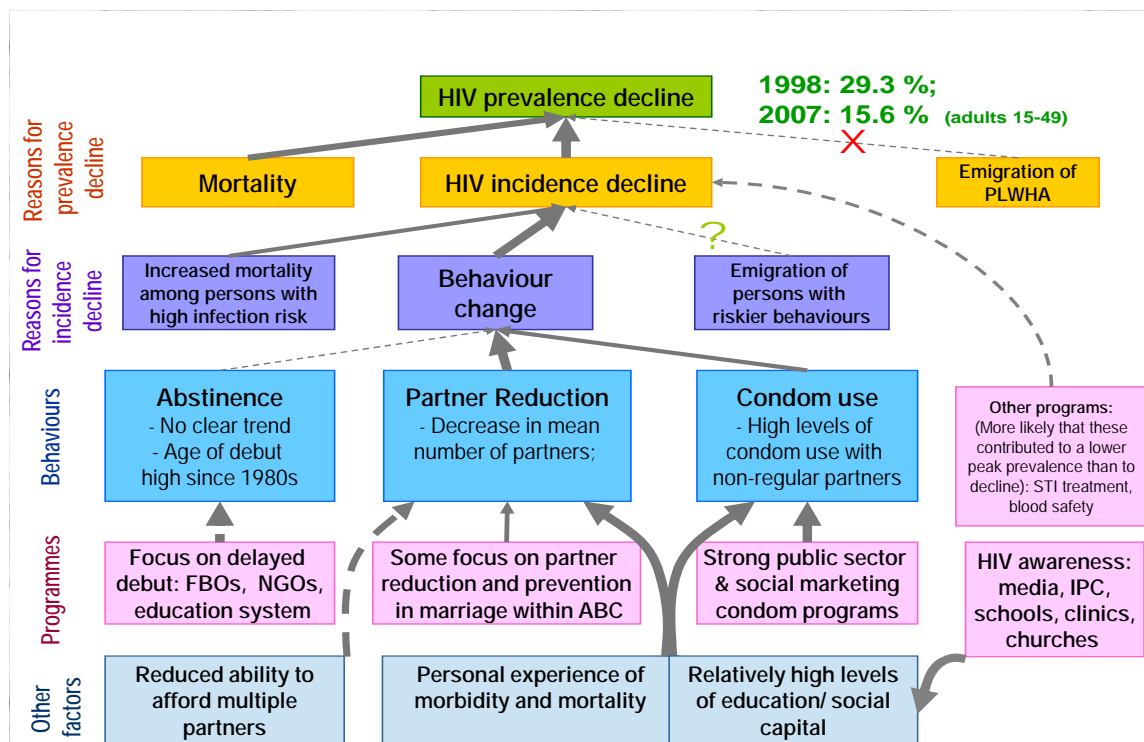 HIV prevalence decline
1998: 29.3 %;
2007: 15.6 % (adults 15-49)
Reasons for
prevalence
decline
Mortality
HIV incidence decline
Emigration of
PLWHA
?
Reasons for
incidence
decline
Increased mortality
among persons with
high infection risk
Behaviour
change
Emigration of
persons with
riskier behaviours
Behaviours
Abstinence
- No clear trend
- Age of debut
high since 1980s
Partner Reduction
- Decrease in mean
number of partners;
Condom use
- High levels of
condom use with
non-regular partners
Other programs:
(More likely that these
contributed to a lower
peak prevalence than to
decline): STI treatment,
blood safety
Programmes
Focus on delayed
debut: FBOs, NGOs,
education system
Some focus on partner
reduction and prevention
in marriage within ABC
Strong public sector
& social marketing
condom programs
HIV awareness:
media, IPC,
schools, clinics,
churches
Other
factors
Reduced ability to
afford multiple
partners
Personal experience of
morbidity and mortality
Relatively high levels
of education/ social
capital